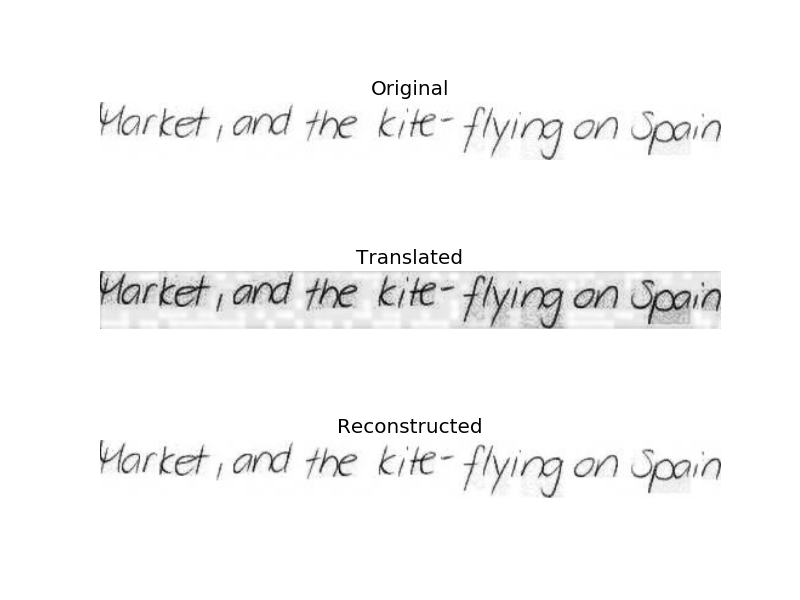 Original
Market, and the kite-flying on Spain
Translated
Market, and the kite-flying on Spain
Reconstructed
Market, and the kite-flying on Spain